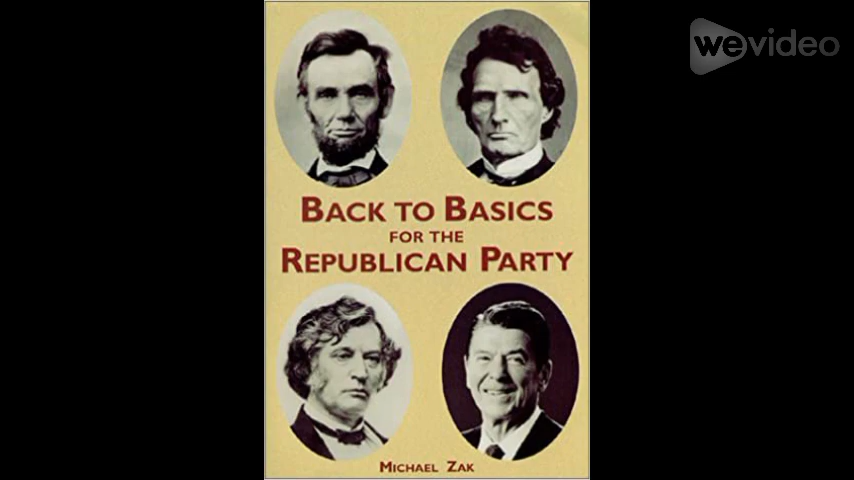 wevideo
BACK TO BASICS
FOR THE
REPUBLICAN PARTY
MICHAEL ZAK